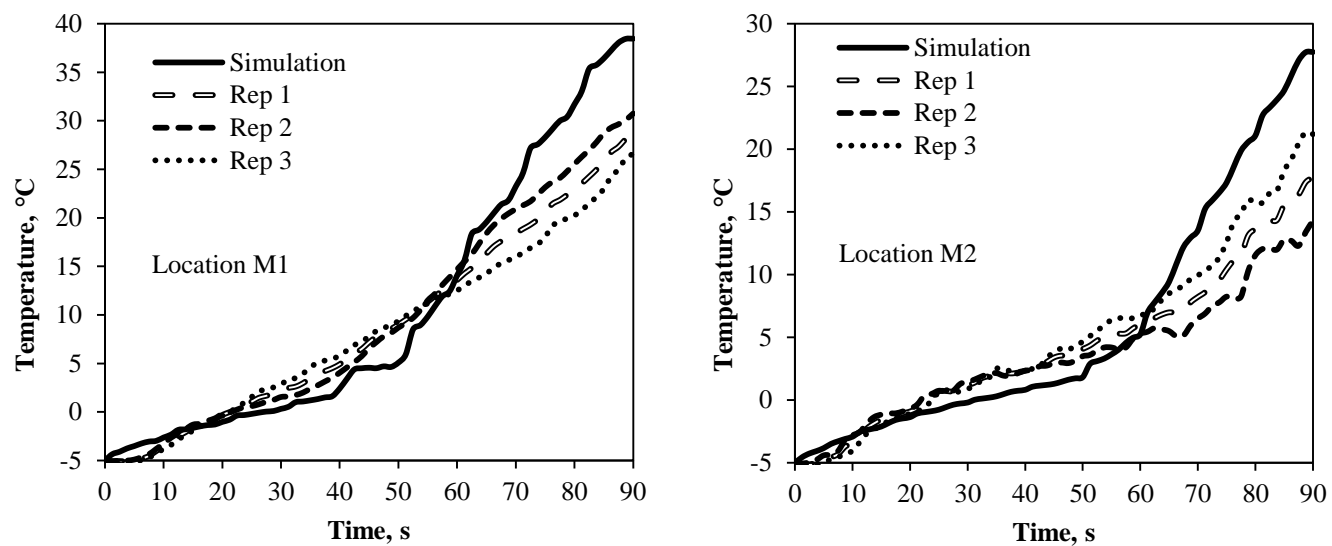 40
35
30
25
20
15
10
5
0
-5
Temperature, °C
Simulation
Rep 1
Rep 2
Rep 3
Location M1
0 10 20 30 40 50 60 70 80 90
Time, s
30
25
20
15
10
5
0
-5
Temperature, °C
Simulation
Rep 1
Rep 2
Rep 3
Location M2
0 10 20 30 40 50 60 70 80 90
Time, s